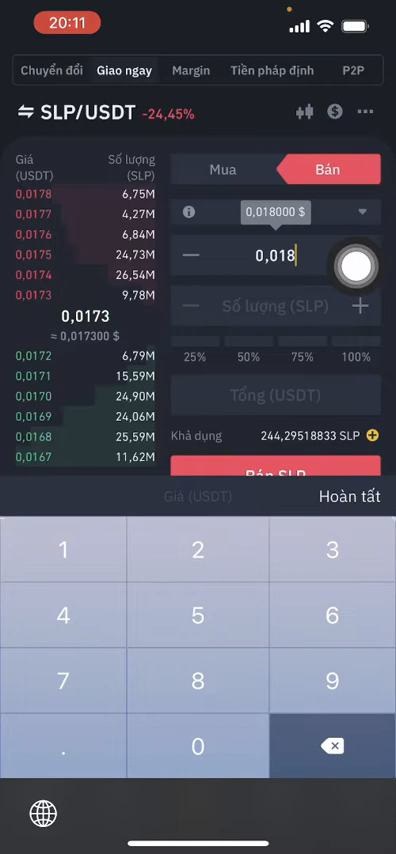 20:11
Chuyển đổi Giao ngay Margin Tiền pháp định P2P
SLP/USDT -24,45%
Giá (USDT) Số lượng (SLP)
0,0178 6,75M
0,0177 4,27M
0,0176 6,84M
0,0175 24,73M
0,0174 26,54M
0,0173 9,78M
0,0173
≈ 0,017300 $
0,0172 6,79M
0,0171 15,59M
0,0170 24,90M
0,0169 24,06M
0,0168 25,59M
0,0167 11,62M
Mua Bán
0,018000 $
0,018
Số lượng (SLP)
25% 50% 75% 100%
Tổng (USDT)
Khả dụng 244,29518833 SLP
Bán SLP
Giá (USDT) Hoàn tất
1 2 3
4 5 6
7 8 9
. 0